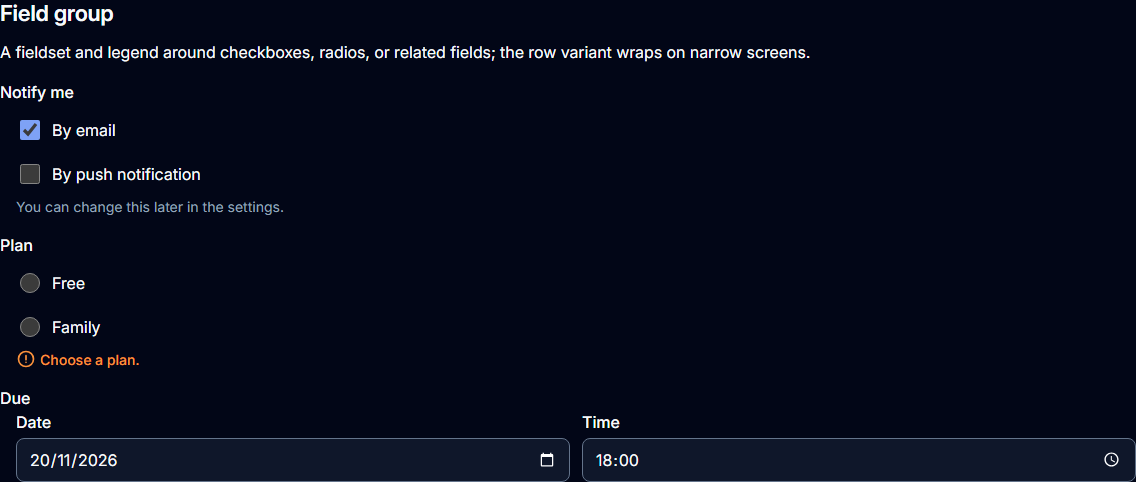 Field group
A fieldset and legend around checkboxes, radios, or related fields; the row variant wraps on narrow screens.
Notify me
By email
By push notification
You can change this later in the settings.
Plan
Free
Family
Choose a plan.
Due
Date
Time
20/11/2026
18:00